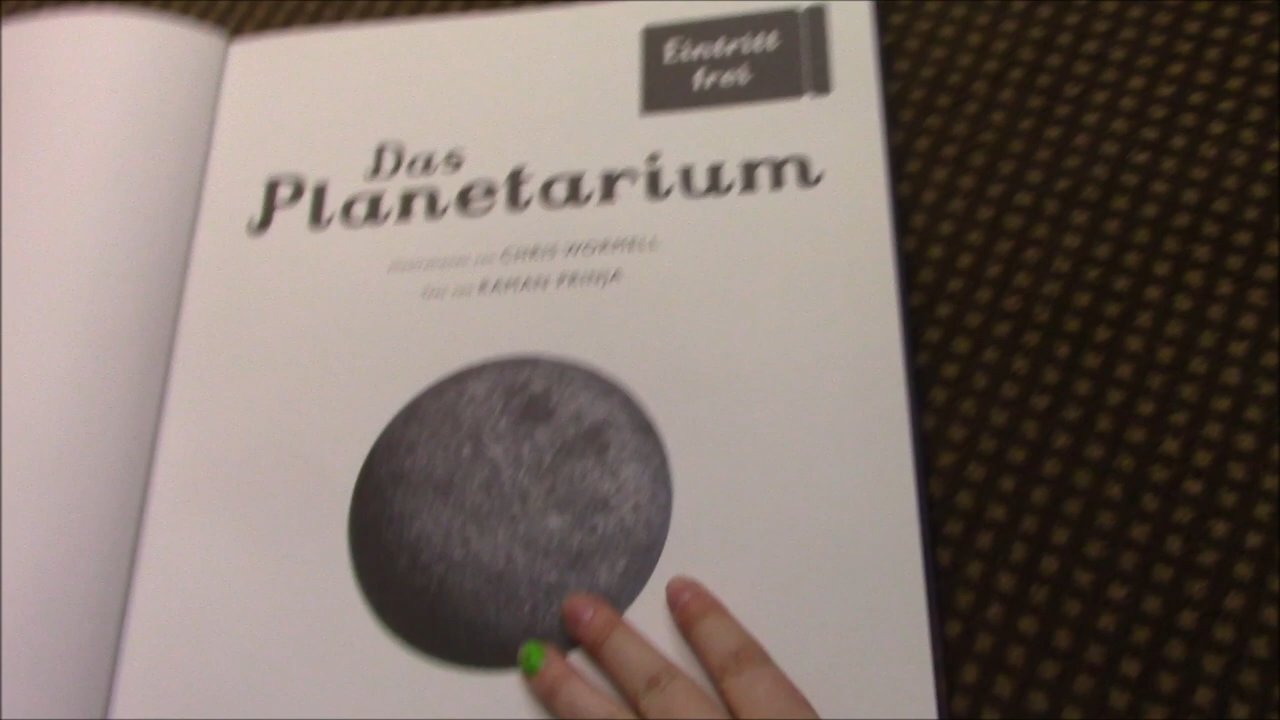 Eintritt
frei
Das
Planetarium
Illustriert von CHRIS WORMELL
Text von RAMAN PRINJA